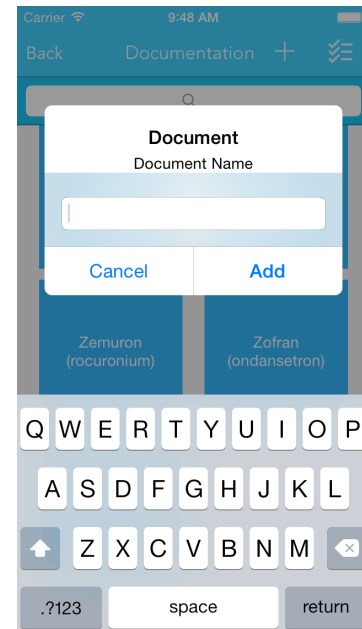 Carrier 9:48 AM
Back Documentation
Document
Document Name
Cancel Add
Zemuron
(rocuronium)
Zofran
(ondansetron)
Q W E R T Y U I O P
A S D F G H J K L
Z X C V B N M
.?123 space return